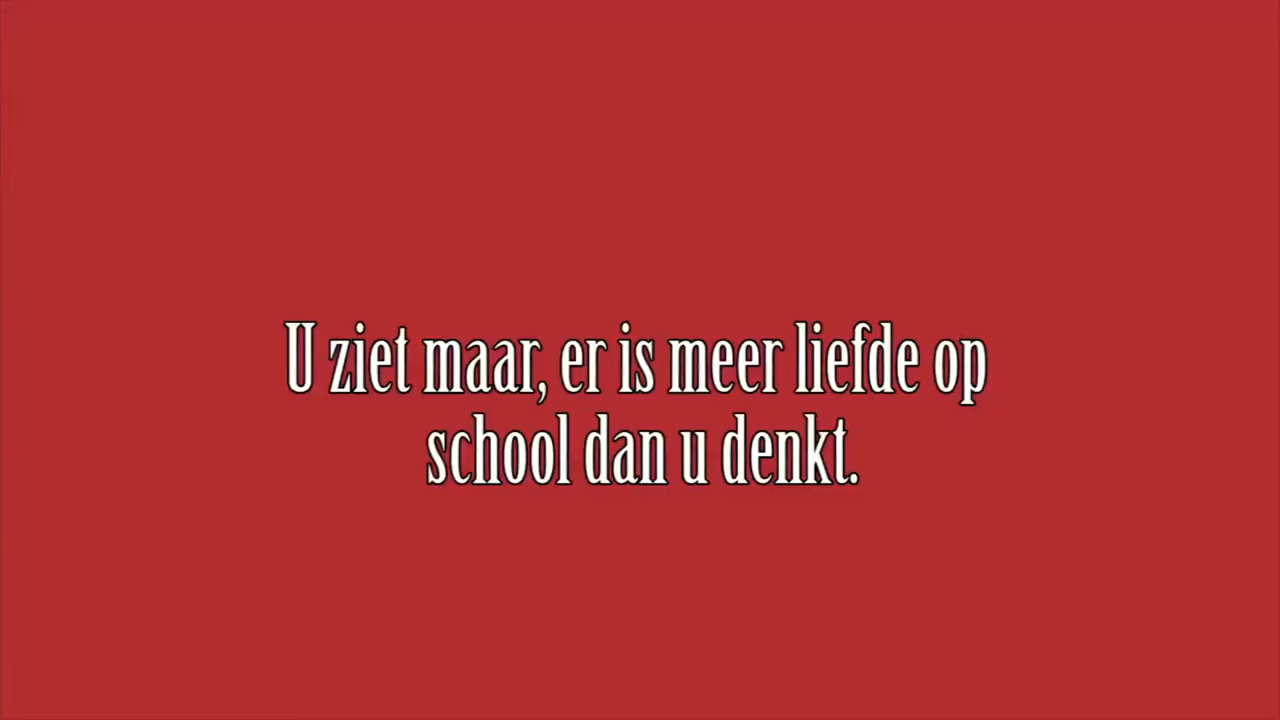 U ziet maar, er is meer liefde op
school dan u denkt.